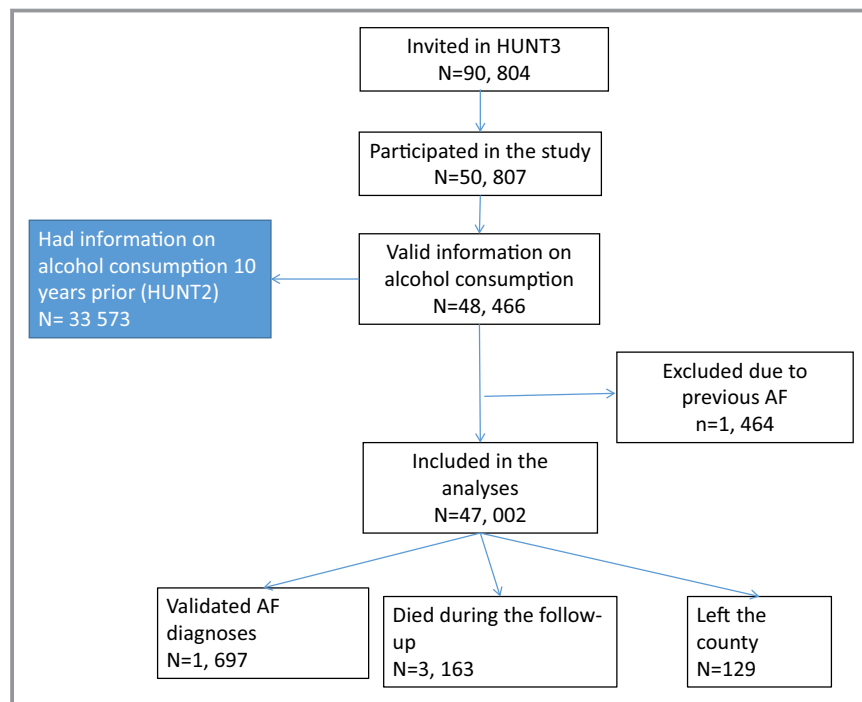 Invited in HUNT3
N=90, 804
Participated in the study
N=50, 807
Had information on
alcohol consumption 10
years prior (HUNT2)
N= 33 573
Valid information on
alcohol consumption
N=48, 466
Excluded due to
previous AF
n=1, 464
Included in the
analyses
N=47, 002
Validated AF
diagnoses
N=1, 697
Died during the follow-
up
N=3, 163
Left the
county
N=129